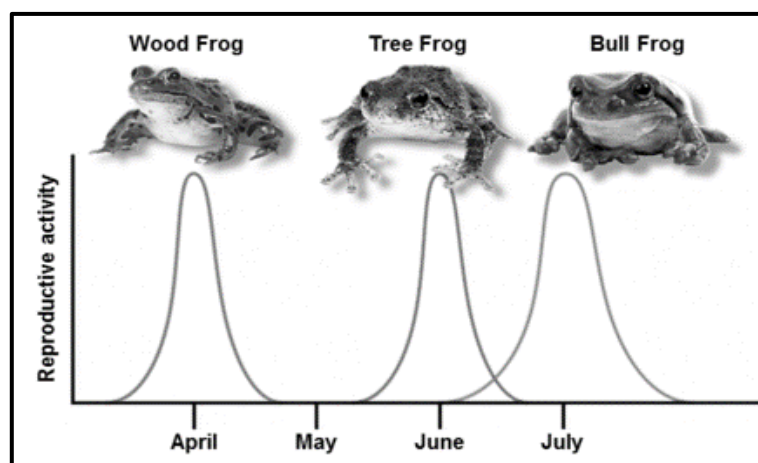 Wood Frog Tree Frog Bull Frog
Reproductive activity
April May June July